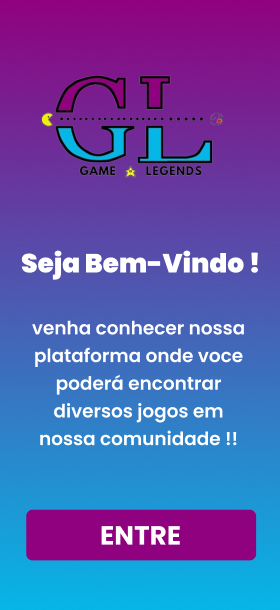 GL
GAME LEGENDS
Seja Bem-Vindo !
venha conhecer nossa
plataforma onde voce
poderá encontrar
diversos jogos em
nossa comunidade !!
ENTRE